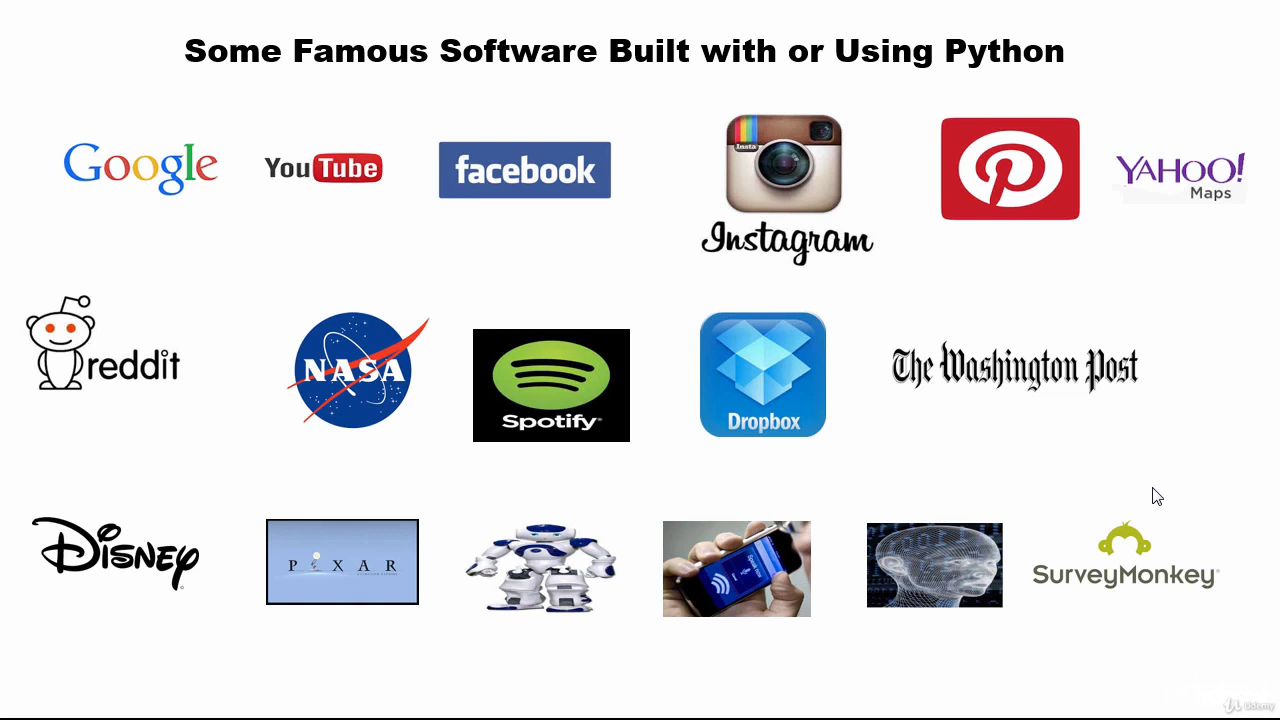 Some Famous Software Built with or Using Python
Google
YouTube
facebook
Insta
Instagram
YAHOO!
Maps
reddit
NASA
Spotify
Dropbox
The Washington Post
Disney
PIXAR
SurveyMonkey
Udemy